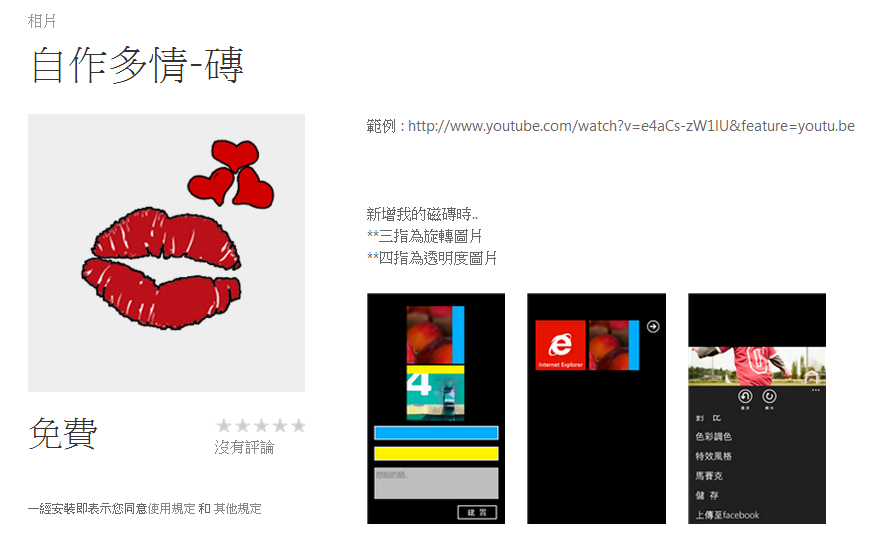 相片
自作多情-磚
範例 : http://www.youtube.com/watch?v=e4aCs-zW1IU&feature=youtu.be
新增我的磁磚時..
**三指為旋轉圖片
**四指為透明度圖片
免費
沒有評論
一經安裝即表示您同意使用規定 和 其他規定
4
建 置
Internet Explorer
對 比
色彩調色
特效風格
馬賽克
儲 存
上傳至facebook